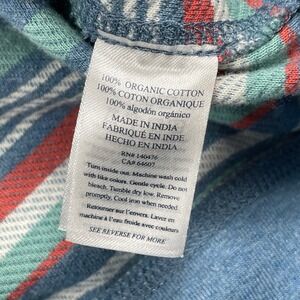 100% ORGANIC COTTON
100% COTON ORGANIQUE
100% algodón orgánico
MADE IN INDIA
FABRIQUÉ EN INDE
HECHO EN INDIA
RN# 140476
CA# 64607
Turn inside out. Machine wash cold
with like colors. Gentle cycle. Do not
bleach. Tumble dry low. Remove
promptly. Cool iron when needed.
Retourner sur l'envers. Laver en
machine à l'eau froide avec couleurs
SEE REVERSE FOR MORE